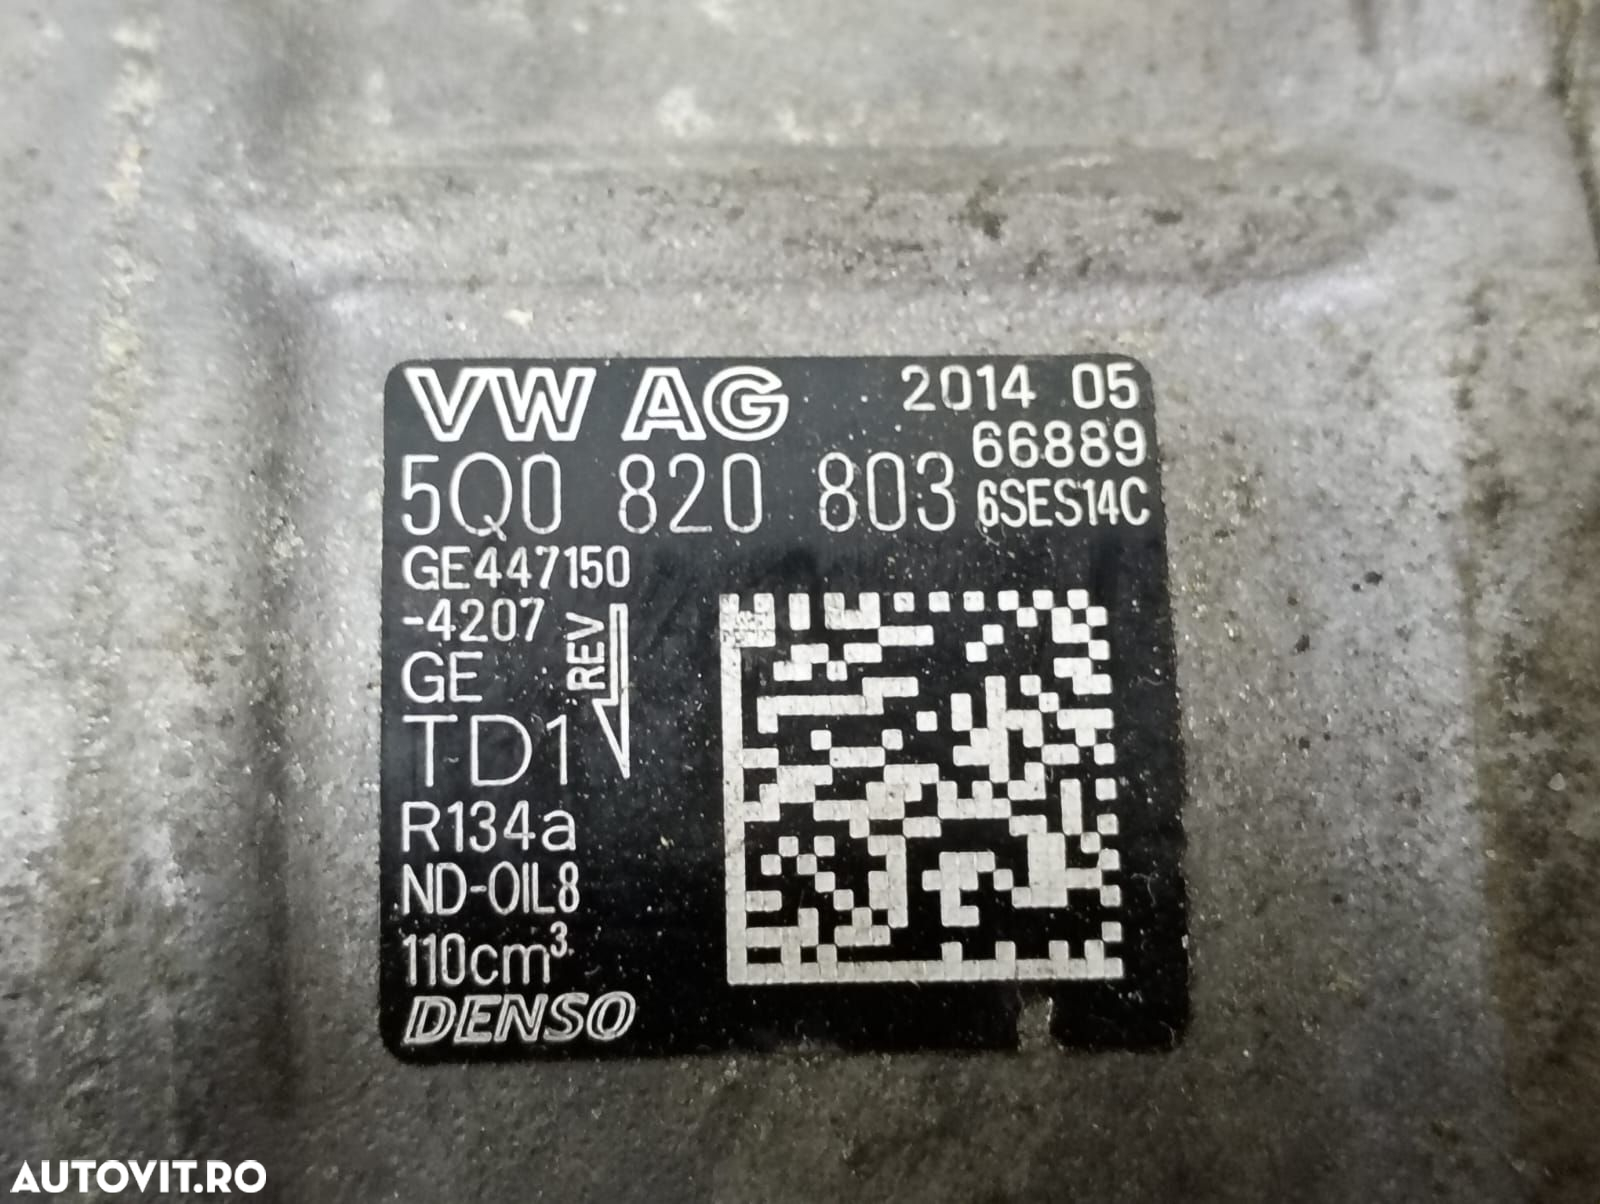 VW AG 2014 05
66889
5Q0 820 803 6SES14C
GE447150
-4207
REV
GE
TD1
R134a
ND-OIL8
110cm³
DENSO
AUTOVIT.RO